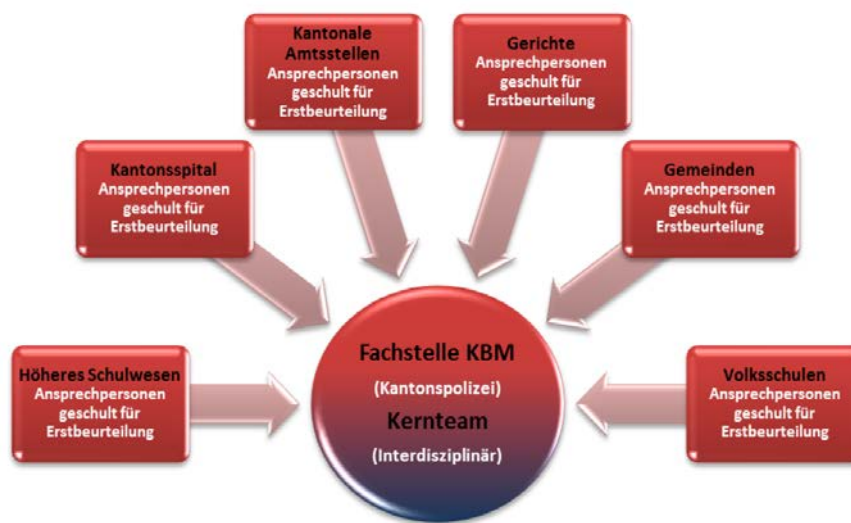 Kantonale
Amtsstellen
Ansprechpersonen
geschult für
Erstbeurteilung
Gerichte
Ansprechpersonen
geschult für
Erstbeurteilung
Kantonsspital
Ansprechpersonen
geschult für
Erstbeurteilung
Gemeinden
Ansprechpersonen
geschult für
Erstbeurteilung
Höheres Schulwesen
Ansprechpersonen
geschult für
Erstbeurteilung
Fachstelle KBM
(Kantonspolizei)
Kernteam
(Interdisziplinär)
Volksschulen
Ansprechpersonen
geschult für
Erstbeurteilung